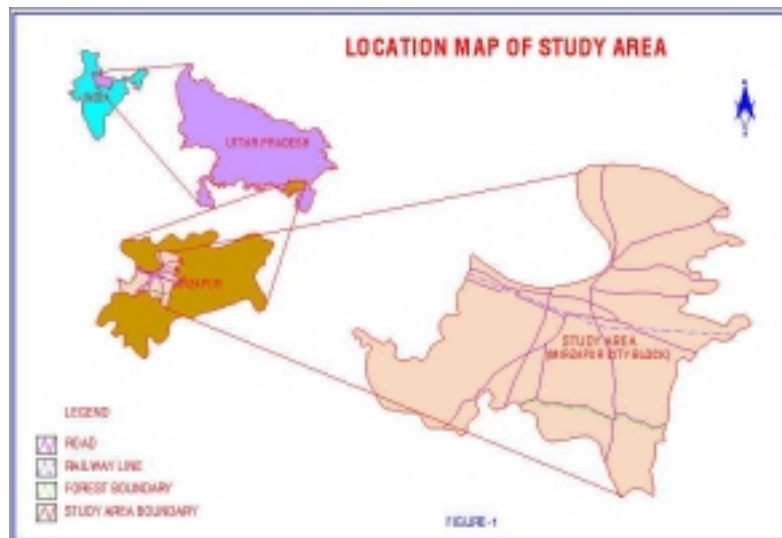 LOCATION MAP OF STUDY AREA
INDIA
UTTAR PRADESH
MIRZAPUR
STUDY AREA
(MIRZAPUR CITY BLOCK)
LEGEND
ROAD
RAILWAY LINE
FOREST BOUNDARY
STUDY AREA BOUNDARY
FIGURE-1